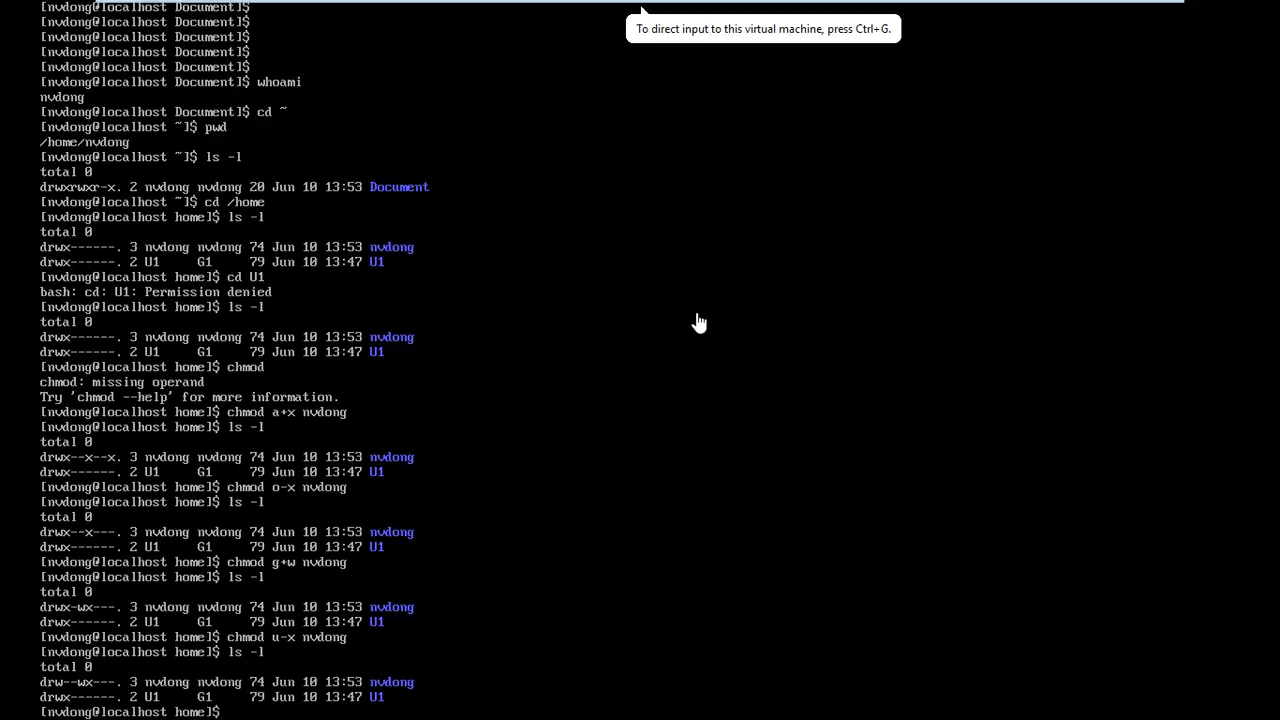 [nvdong@localhost Document]$
[nvdong@localhost Document]$
To direct input to this virtual machine, press Ctrl+G.
[nvdong@localhost Document]$
[nvdong@localhost Document]$
[nvdong@localhost Document]$
[nvdong@localhost Document]$ whoami
nvdong
[nvdong@localhost Document]$ cd ~
[nvdong@localhost ~]$ pwd
/home/nvdong
[nvdong@localhost ~]$ ls -l
total 0
drwxrwxr-x. 2 nvdong nvdong 20 Jun 10 13:53 Document
[nvdong@localhost ~]$ cd /home
[nvdong@localhost home]$ ls -l
total 0
drwx------. 3 nvdong nvdong 74 Jun 10 13:53 nvdong
drwx------. 2 U1 G1 79 Jun 10 13:47 U1
[nvdong@localhost home]$ cd U1
bash: cd: U1: Permission denied
[nvdong@localhost home]$ ls -l
total 0
drwx------. 3 nvdong nvdong 74 Jun 10 13:53 nvdong
drwx------. 2 U1 G1 79 Jun 10 13:47 U1
[nvdong@localhost home]$ chmod
chmod: missing operand
Try 'chmod --help' for more information.
[nvdong@localhost home]$ chmod a+x nvdong
[nvdong@localhost home]$ ls -l
total 0
drwx--x--x. 3 nvdong nvdong 74 Jun 10 13:53 nvdong
drwx------. 2 U1 G1 79 Jun 10 13:47 U1
[nvdong@localhost home]$ chmod o-x nvdong
[nvdong@localhost home]$ ls -l
total 0
drwx--x---. 3 nvdong nvdong 74 Jun 10 13:53 nvdong
drwx------. 2 U1 G1 79 Jun 10 13:47 U1
[nvdong@localhost home]$ chmod g+w nvdong
[nvdong@localhost home]$ ls -l
total 0
drwx-wx---. 3 nvdong nvdong 74 Jun 10 13:53 nvdong
drwx------. 2 U1 G1 79 Jun 10 13:47 U1
[nvdong@localhost home]$ chmod u-x nvdong
[nvdong@localhost home]$ ls -l
total 0
drw--wx---. 3 nvdong nvdong 74 Jun 10 13:53 nvdong
drwx------. 2 U1 G1 79 Jun 10 13:47 U1
[nvdong@localhost home]$